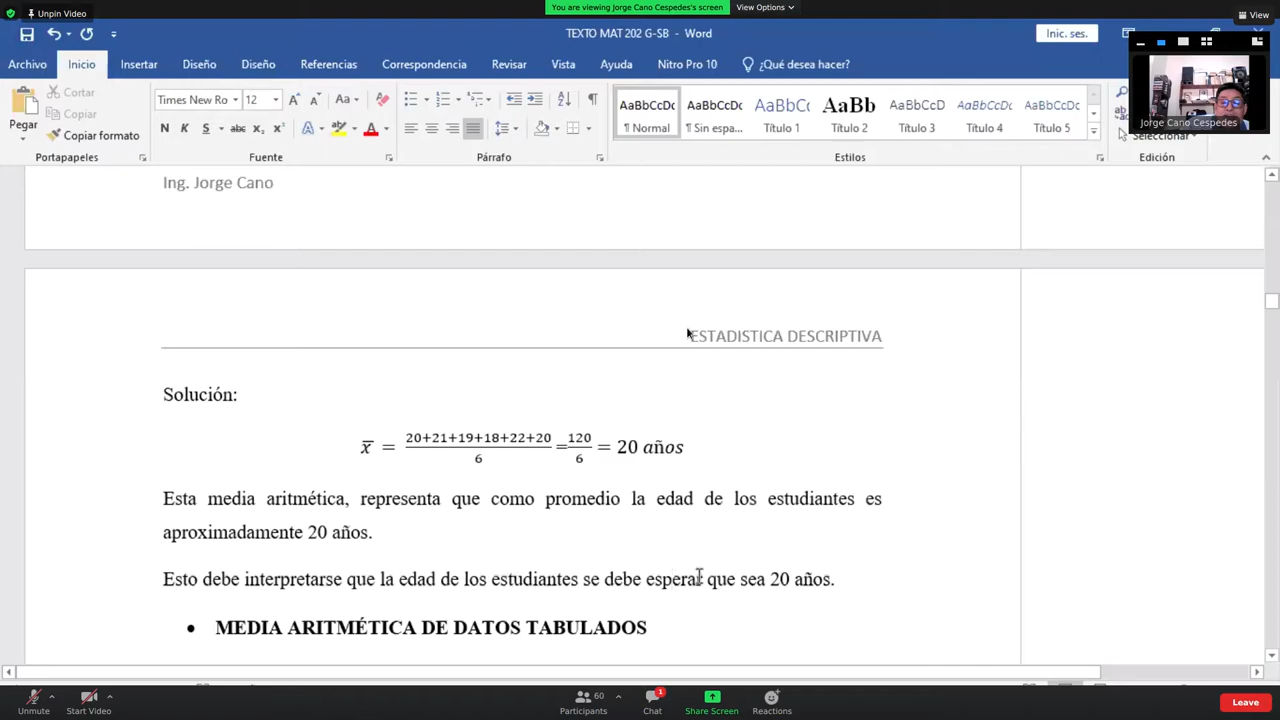 Unpin Video
You are viewing Jorge Cano Cespedes's screen
View Options
View
TEXTO MAT 202 G-SB - Word
Inic. ses.
Archivo Inicio Insertar Diseño Diseño Referencias Correspondencia Revisar Vista Ayuda Nitro Pro 10 ¿Qué desea hacer?
Pegar
Cortar
Copiar
Copiar formato
Portapapeles
Times New Ro 12
N K S abc x₂ x²
Fuente
Párrafo
AaBbCcDc AaBbCcDc AaBbCcD AaBb AaBbCcD AaBbCcD AaBbCcDc
¶ Normal ¶ Sin espa... Título 1 Título 2 Título 3 Título 4 Título 5
Estilos
Seleccionar
Edición
Jorge Cano Cespedes
Ing. Jorge Cano
ESTADISTICA DESCRIPTIVA
Solución:
x̅ = (20+21+19+18+22+20)/6 = 120/6 = 20 años
Esta media aritmética, representa que como promedio la edad de los estudiantes es
aproximadamente 20 años.
Esto debe interpretarse que la edad de los estudiantes se debe esperar que sea 20 años.
• MEDIA ARITMÉTICA DE DATOS TABULADOS
Unmute
Start Video
60
Participants
1
Chat
Share Screen
Reactions
Leave